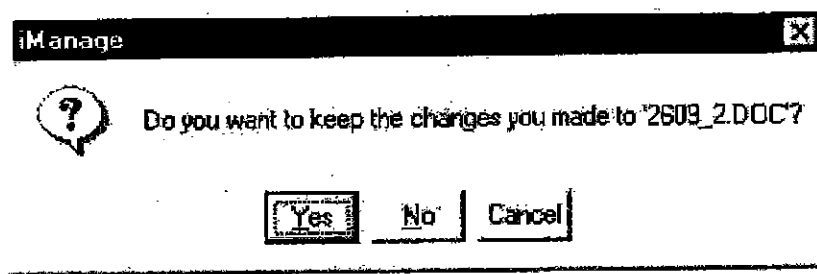 iManage
Do you want to keep the changes you made to '2609_2.DOC'?
Yes No Cancel